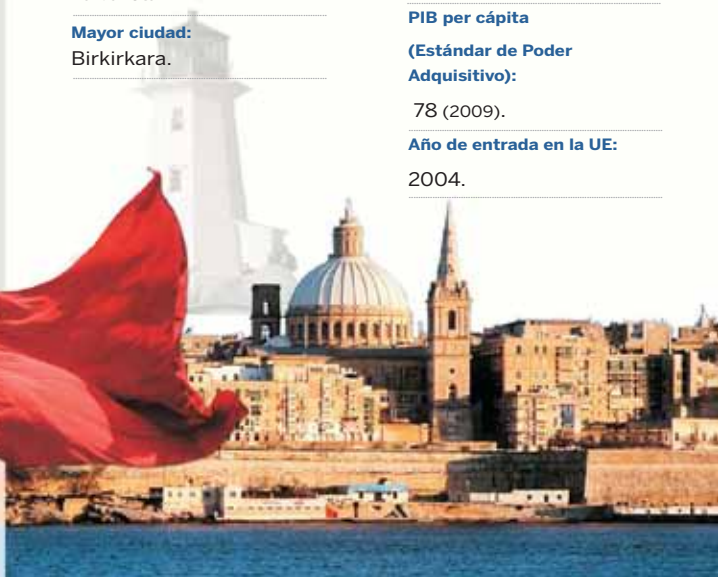 Mayor ciudad:
Birkirkara.
PIB per cápita
(Estándar de Poder
Adquisitivo):
78 (2009).
Año de entrada en la UE:
2004.